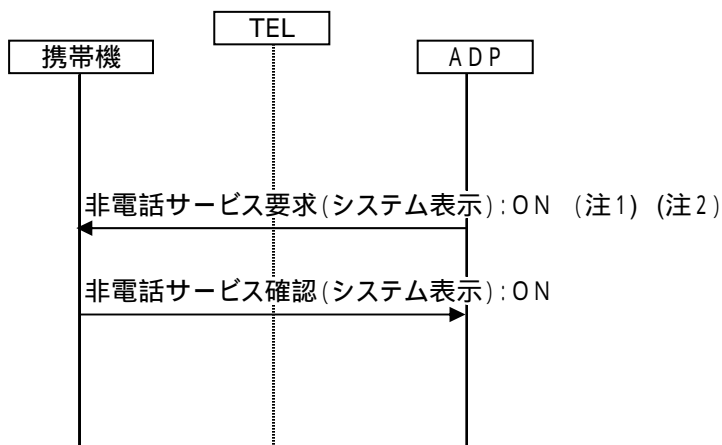 TEL
携帯機
ADP
非電話サービス要求(システム表示):ON (注1) (注2)
非電話サービス確認(システム表示):ON